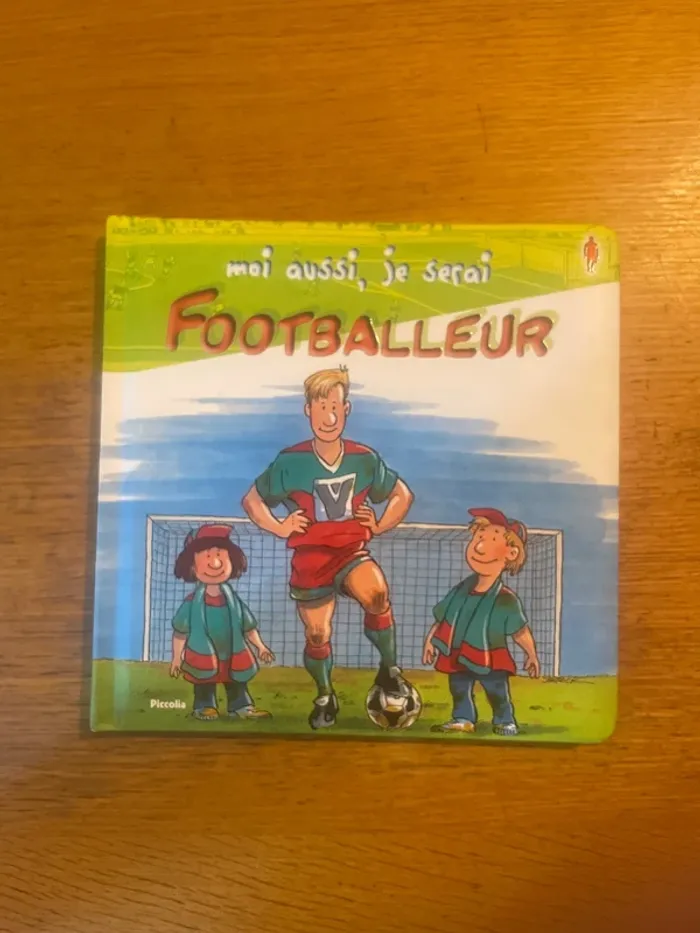 moi aussi, je serai
FOOTBALLEUR
V
Piccolia